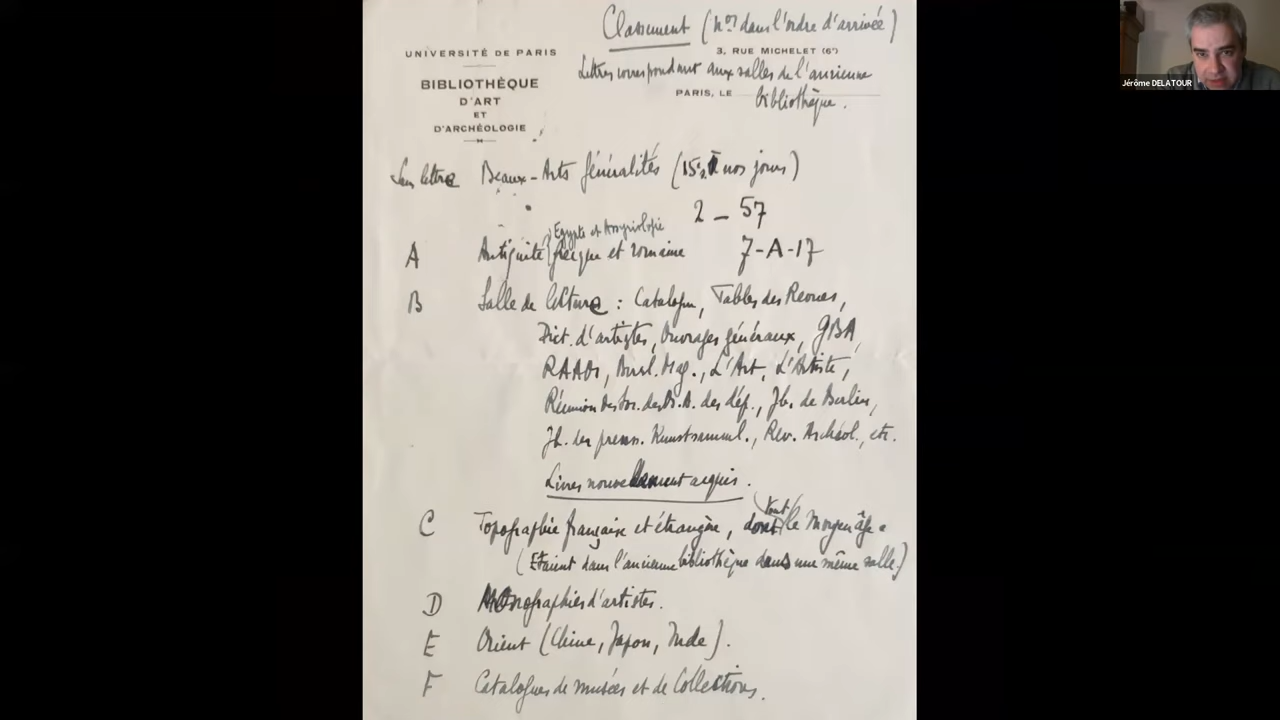 Classement (nos dans l'ordre d'arrivée)
UNIVERSITÉ DE PARIS
3, RUE MICHELET (6e)
Lettres correspondant aux salles de l'ancienne
BIBLIOTHÈQUE
PARIS, LE
bibliothèque.
D'ART
ET
D'ARCHÉOLOGIE
Jérôme DELATOUR
Sans lettre Beaux-Arts généralités (15e s. à nos jours)
2 - 57
Egypte et Assyriologie
A Antiquité grecque et romaine 7-A-17
B Salle de lecture : Catalogue, Tables des Revues,
Dict. d'artistes, Ouvrages généraux, GBA,
RAAM, Burl. Mag., L'Art, L'Artiste,
Réunion des Soc. des B.A. des dép., Jb. de Berlin,
Jb. der preuss. Kunstsamml., Rev. Archéol., etc.
Livres nouvellement acquis.
C Topographie française et étrangère, dont tout le Moyen âge.
(Etaient dans l'ancienne bibliothèque dans une même salle.)
D Monographies d'artistes.
E Orient (Chine, Japon, Inde).
F Catalogues de musées et de Collections.